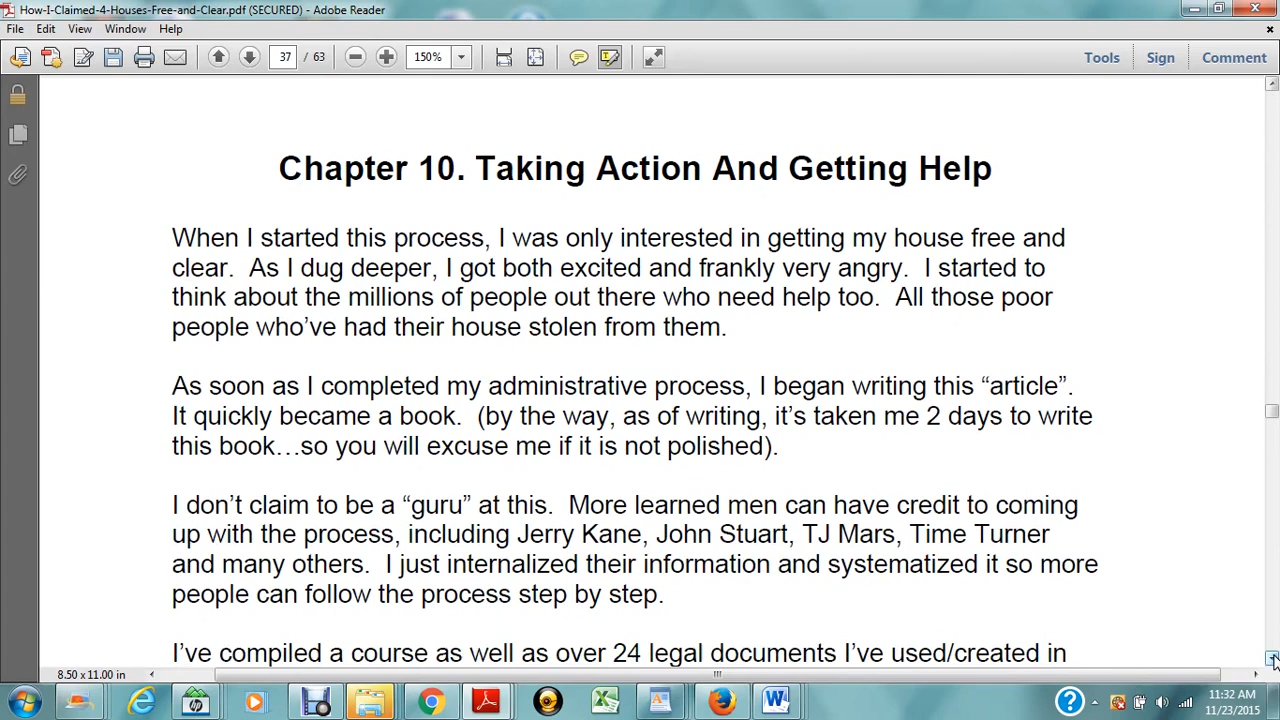 How-I-Claimed-4-Houses-Free-and-Clear.pdf (SECURED) - Adobe Reader
File Edit View Window Help
37 / 63 150% Tools Sign Comment
Chapter 10. Taking Action And Getting Help
When I started this process, I was only interested in getting my house free and
clear.  As I dug deeper, I got both excited and frankly very angry.  I started to
think about the millions of people out there who need help too.  All those poor
people who’ve had their house stolen from them.
As soon as I completed my administrative process, I began writing this “article”.
It quickly became a book.  (by the way, as of writing, it’s taken me 2 days to write
this book…so you will excuse me if it is not polished).
I don’t claim to be a “guru” at this.  More learned men can have credit to coming
up with the process, including Jerry Kane, John Stuart, TJ Mars, Time Turner
and many others.  I just internalized their information and systematized it so more
people can follow the process step by step.
I’ve compiled a course as well as over 24 legal documents I’ve used/created in
8.50 x 11.00 in
11:32 AM
11/23/2015